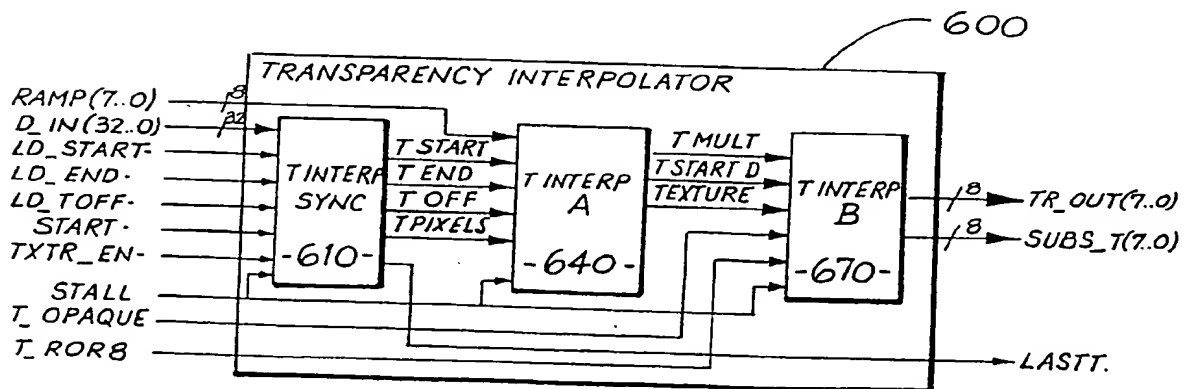 600
TRANSPARENCY INTERPOLATOR
RAMP(7..0)
8
D_IN(32..0)
32
LD_START-
LD_END-
LD_TOFF-
START-
TXTR_EN-
STALL
T_OPAQUE
T_ROR8
T INTERP
SYNC
-610-
T START
T END
T OFF
T PIXELS
T INTERP
A
-640-
T MULT
T START D
TEXTURE
T INTERP
B
-670-
8
TR_OUT(7..0)
8
SUBS_T(7..0)
LASTT.